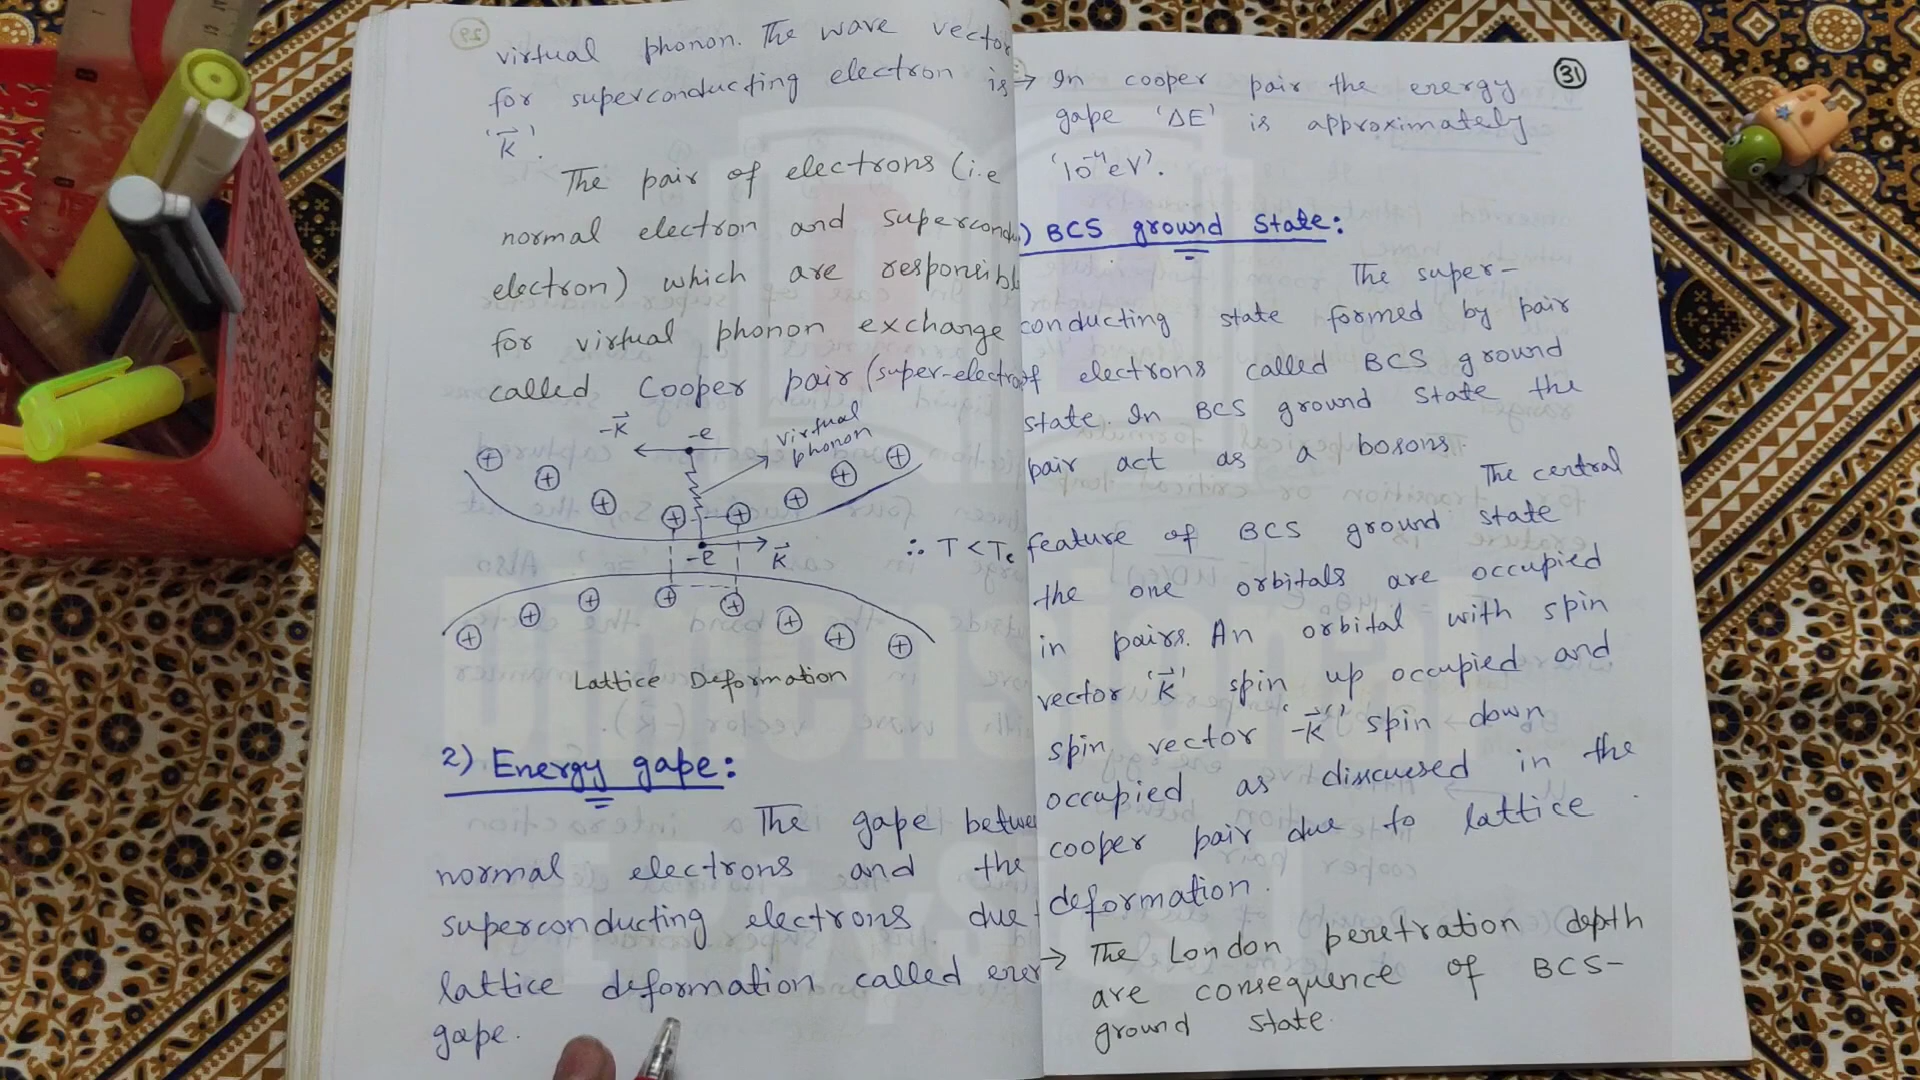 virtual phonon. The wave vector
for superconducting electron is
'K⃗'.
The pair of electrons (i.e
normal electron and supercondu
electron) which are responsibl
for virtual phonon exchange
called Cooper pair (super-electro
-K⃗
-e
virtual
phonon
-e
K⃗
∴ T < Tc
Lattice Deformation
2) Energy gape:
The gape betwe
normal electrons and the
superconducting electrons due
lattice deformation called ener
gape.
31
→ In cooper pair the energy
gape 'ΔE' is approximately
'10⁻⁴eV'.
) BCS ground State:
The super-
conducting state formed by pair
of electrons called BCS ground
state. In BCS ground state the
pair act as a bosons.
The central
feature of BCS ground state
the one orbitals are occupied
in pairs. An orbital with spin
vector 'K⃗' spin up occupied and
spin vector '-K⃗' spin down
occupied as discuesed in the
cooper pair due to lattice
deformation.
→ The London penetration depth
are consequence of BCS-
ground state.